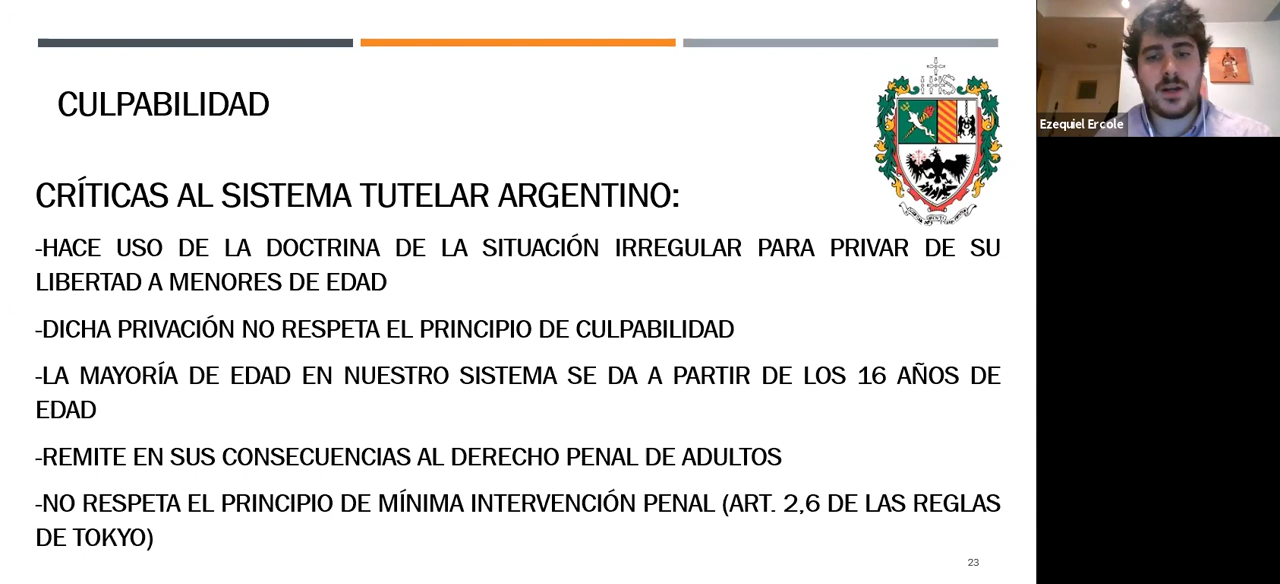 CULPABILIDAD
IHS
Ezequiel Ercole
CRÍTICAS AL SISTEMA TUTELAR ARGENTINO:
-HACE USO DE LA DOCTRINA DE LA SITUACIÓN IRREGULAR PARA PRIVAR DE SU
LIBERTAD A MENORES DE EDAD
-DICHA PRIVACIÓN NO RESPETA EL PRINCIPIO DE CULPABILIDAD
-LA MAYORÍA DE EDAD EN NUESTRO SISTEMA SE DA A PARTIR DE LOS 16 AÑOS DE
EDAD
-REMITE EN SUS CONSECUENCIAS AL DERECHO PENAL DE ADULTOS
-NO RESPETA EL PRINCIPIO DE MÍNIMA INTERVENCIÓN PENAL (ART. 2,6 DE LAS REGLAS
DE TOKYO)
23